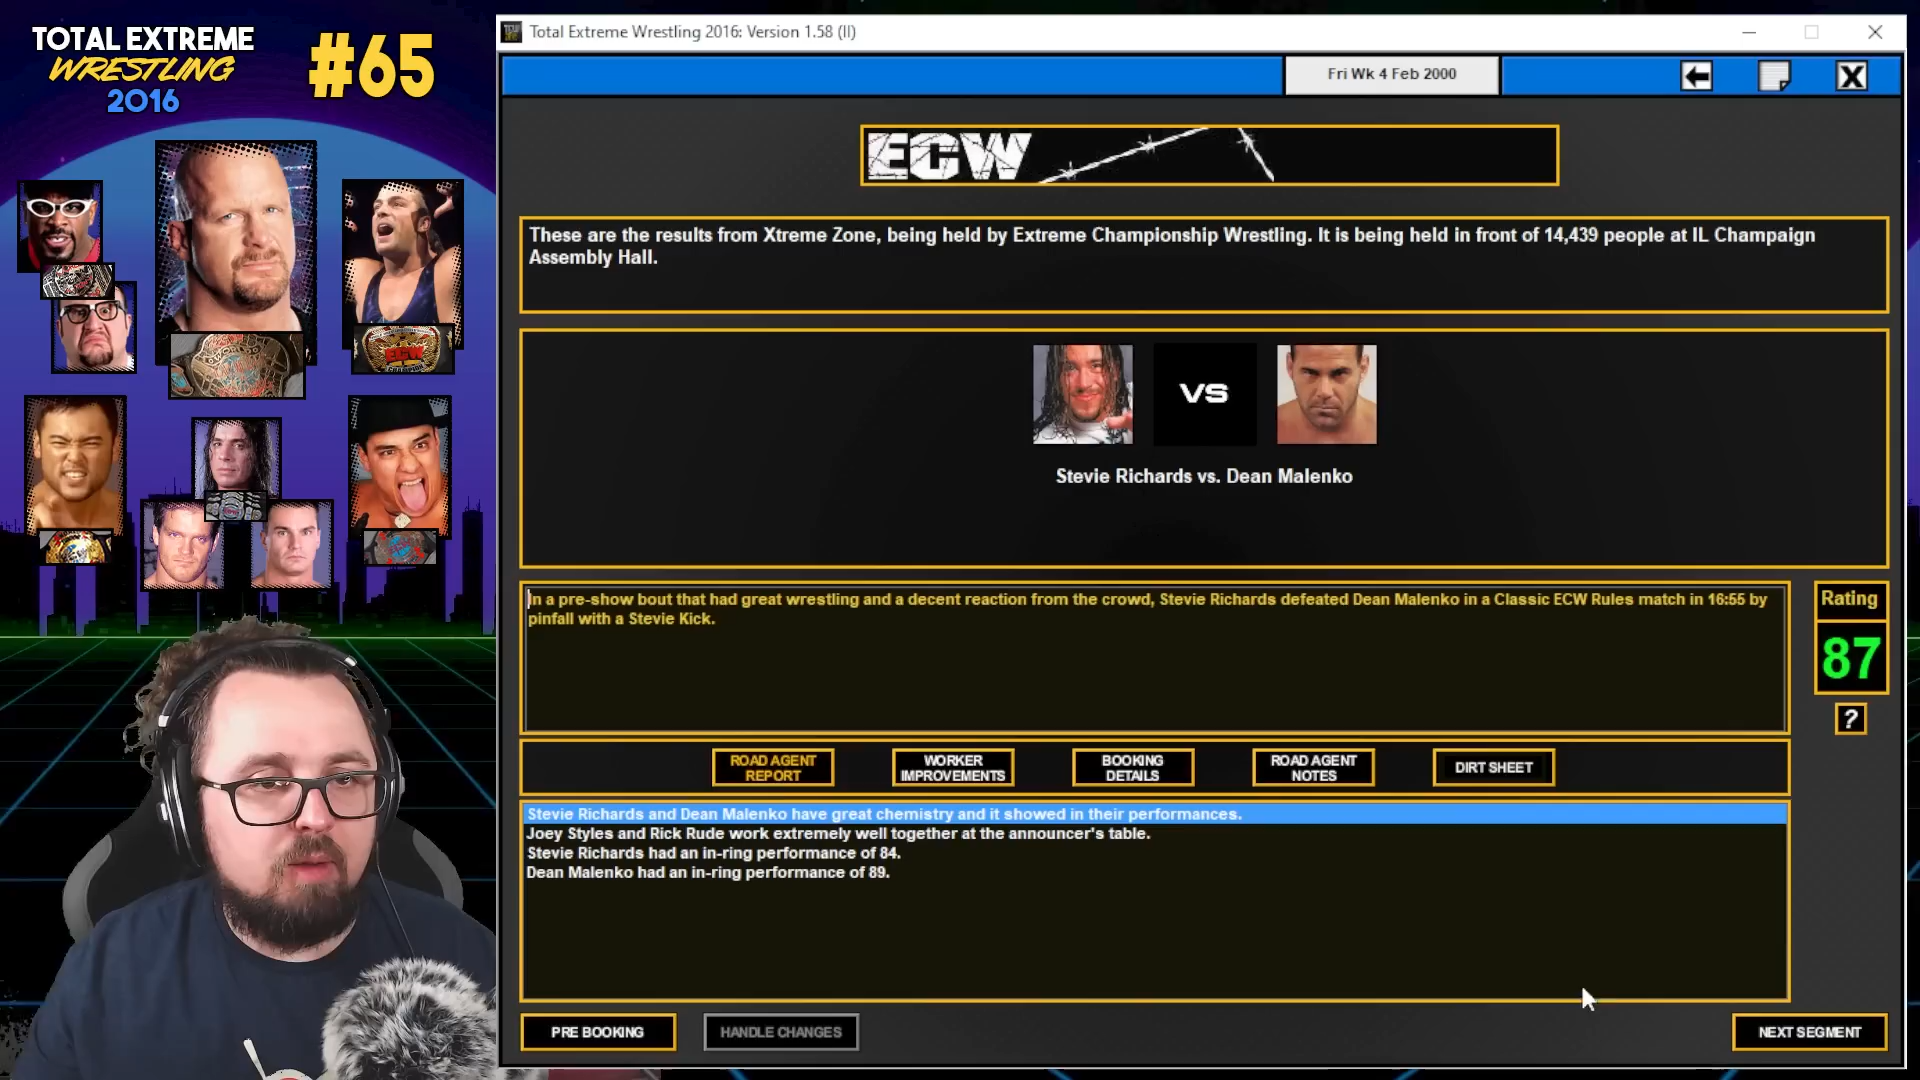 TOTAL EXTREME
WRESTLING
2016
#65
Total Extreme Wrestling 2016: Version 1.58 (II)
Fri Wk 4 Feb 2000
X
ECW
These are the results from Xtreme Zone, being held by Extreme Championship Wrestling. It is being held in front of 14,439 people at IL Champaign
Assembly Hall.
VS
Stevie Richards vs. Dean Malenko
In a pre-show bout that had great wrestling and a decent reaction from the crowd, Stevie Richards defeated Dean Malenko in a Classic ECW Rules match in 16:55 by
pinfall with a Stevie Kick.
Rating
87
?
ROAD AGENT
REPORT
WORKER
IMPROVEMENTS
BOOKING
DETAILS
ROAD AGENT
NOTES
DIRT SHEET
Stevie Richards and Dean Malenko have great chemistry and it showed in their performances.
Joey Styles and Rick Rude work extremely well together at the announcer's table.
Stevie Richards had an in-ring performance of 84.
Dean Malenko had an in-ring performance of 89.
PRE BOOKING
HANDLE CHANGES
NEXT SEGMENT